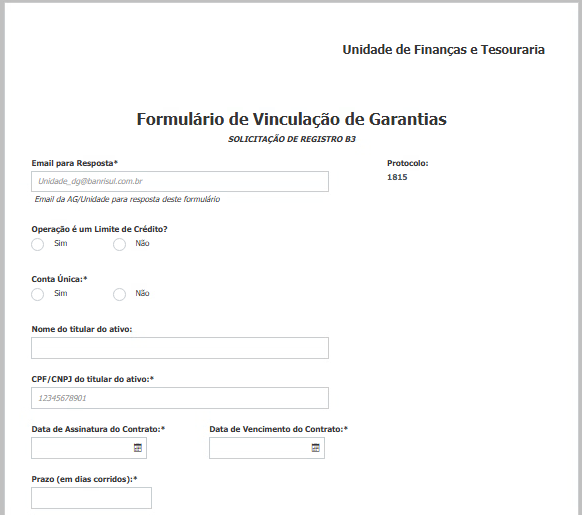 Unidade de Finanças e Tesouraria
Formulário de Vinculação de Garantias
SOLICITAÇÃO DE REGISTRO B3
Email para Resposta*
Protocolo:
Unidade_dg@banrisul.com.br
1815
Email da AG/Unidade para resposta deste formulário
Operação é um Limite de Crédito?
Sim Não
Conta Única:*
Sim Não
Nome do titular do ativo:
CPF/CNPJ do titular do ativo:*
12345678901
Data de Assinatura do Contrato:* Data de Vencimento do Contrato:*
Prazo (em dias corridos):*